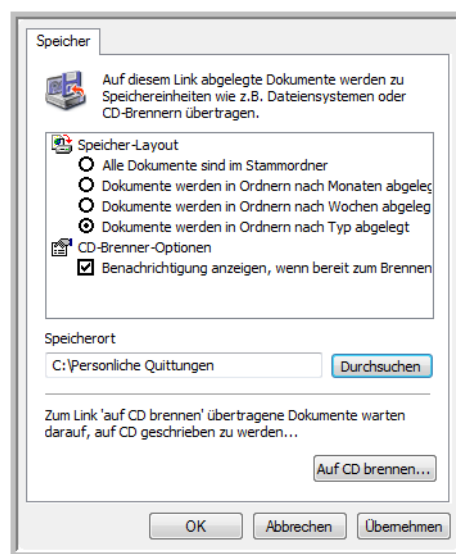 Speicher
Auf diesem Link abgelegte Dokumente werden zu
Speichereinheiten wie z.B. Dateiensystemen oder
CD-Brennern übertragen.
Speicher-Layout
Alle Dokumente sind im Stammordner
Dokumente werden in Ordnern nach Monaten abgeleg
Dokumente werden in Ordnern nach Wochen abgeleg
Dokumente werden in Ordnern nach Typ abgelegt
CD-Brenner-Optionen
Benachrichtigung anzeigen, wenn bereit zum Brennen
Speicherort
C:\Personliche Quittungen
Durchsuchen
Zum Link 'auf CD brennen' übertragene Dokumente warten
darauf, auf CD geschrieben zu werden...
Auf CD brennen...
OK Abbrechen Übernehmen